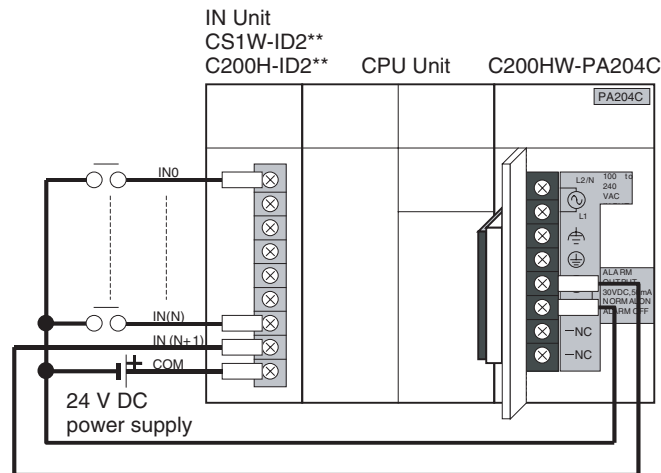 IN Unit
CS1W-ID2**
C200H-ID2** CPU Unit C200HW-PA204C
PA204C
IN0
L2/N
100 to
240
VAC
L1
ALARM
OUTPUT
30VDC,50mA
NORMAL:ON
ALARM:OFF
IN(N)
IN (N+1)
NC
NC
COM
+
24 V DC
power supply